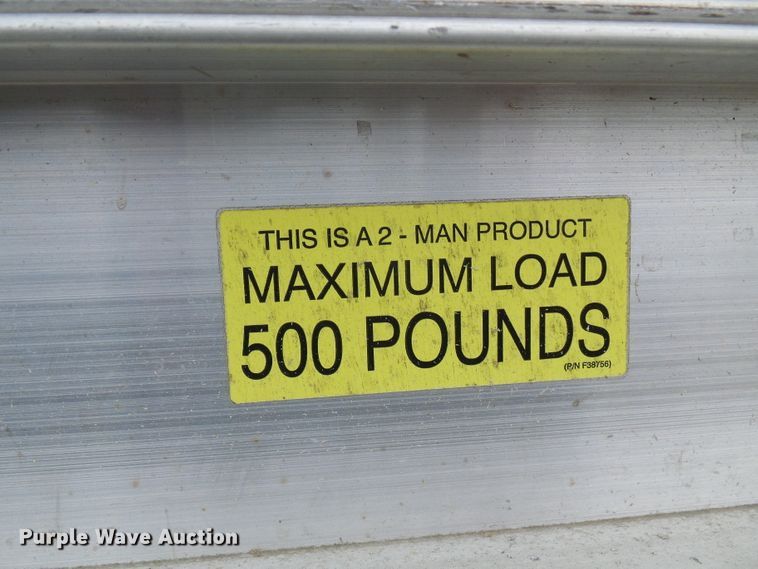 THIS IS A 2 - MAN PRODUCT
MAXIMUM LOAD
500 POUNDS
(P/N F38756)
Purple Wave Auction